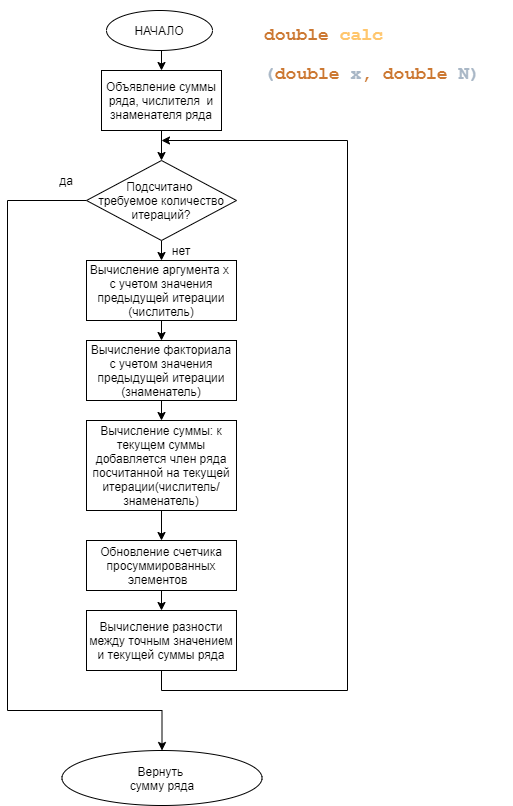 НАЧАЛО
double calc
(double x, double N)
Объявление суммы
ряда, числителя и
знаменателя ряда
да
Подсчитано
требуемое количество
итераций?
нет
Вычисление аргумента x
с учетом значения
предыдущей итерации
(числитель)
Вычисление факториала
с учетом значения
предыдущей итерации
(знаменатель)
Вычисление суммы: к
текущем суммы
добавляется член ряда
посчитанной на текущей
итерации(числитель/
знаменатель)
Обновление счетчика
просуммированных
элементов
Вычисление разности
между точным значением
и текущей суммы ряда
Вернуть
сумму ряда